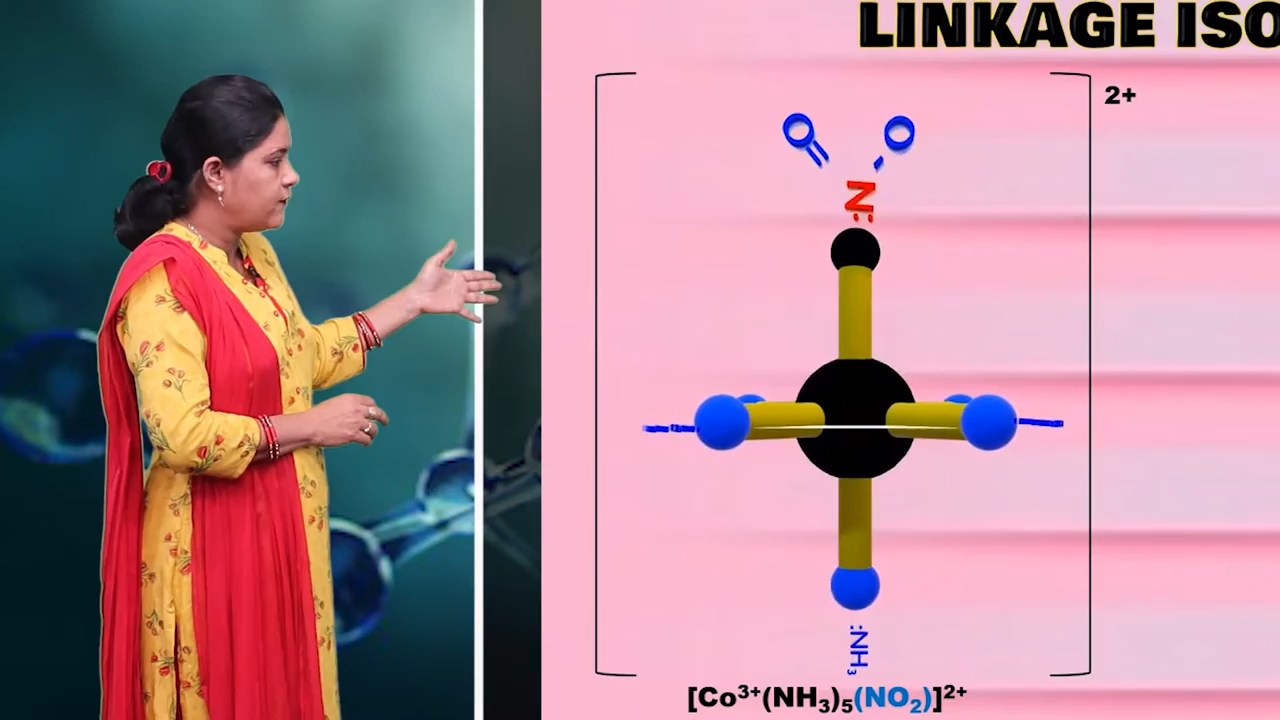 LINKAGE ISO
2+
O O
N:
:NH₃
[Co³⁺(NH₃)₅(NO₂)]²⁺